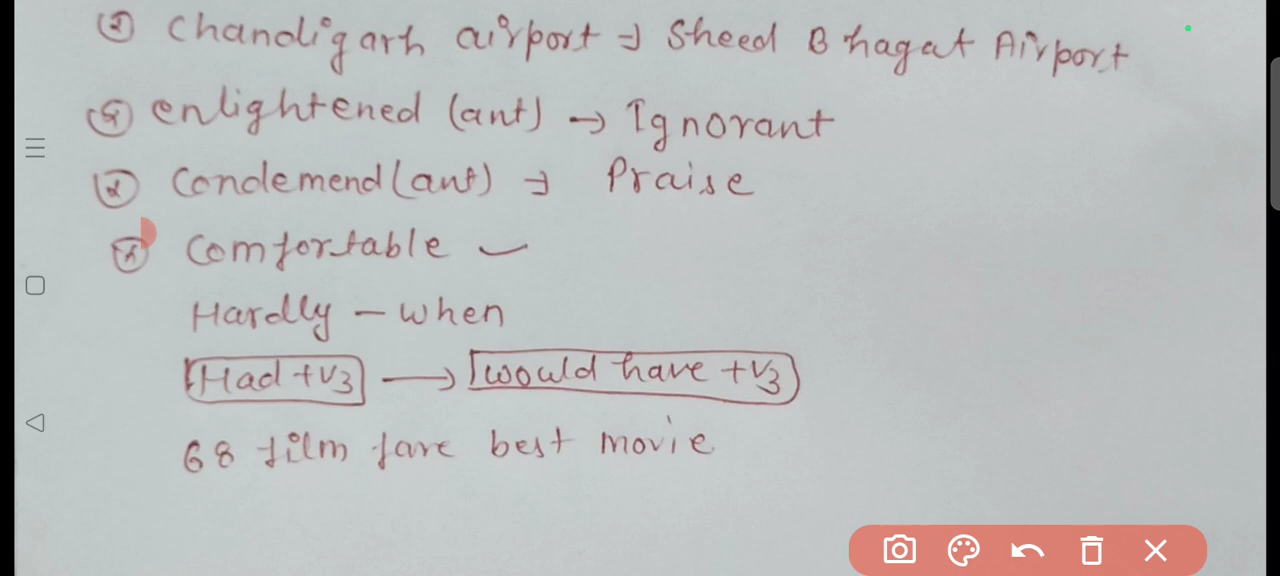 Chandigarh airport → Sheed Bhagat Airport
enlightened (ant) → Ignorant
Condemend (ant) → Praise
Comfortable
Hardly - when
Had + V3 → would have + V3
68 film fare best movie